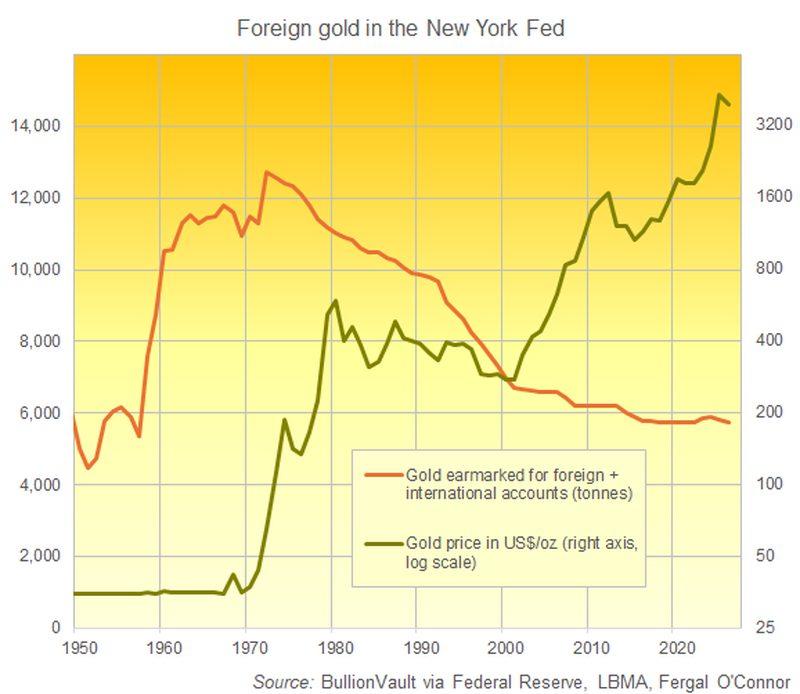 Foreign gold in the New York Fed
14,000
12,000
10,000
8,000
6,000
4,000
2,000
0
3200
1600
800
400
200
100
50
25
Gold earmarked for foreign +
international accounts (tonnes)
Gold price in US$/oz (right axis,
log scale)
1950 1960 1970 1980 1990 2000 2010 2020
Source: BullionVault via Federal Reserve, LBMA, Fergal O'Connor